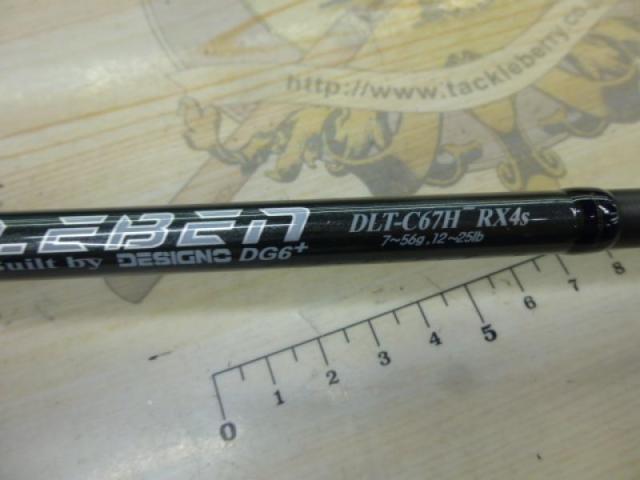 http://www.tackleberry.co.
LEBEN DLT-C67H RX4s
7~56g, 12~25lb
Built by DESIGNO DG6+
0 1 2 3 4 5 6 7 8